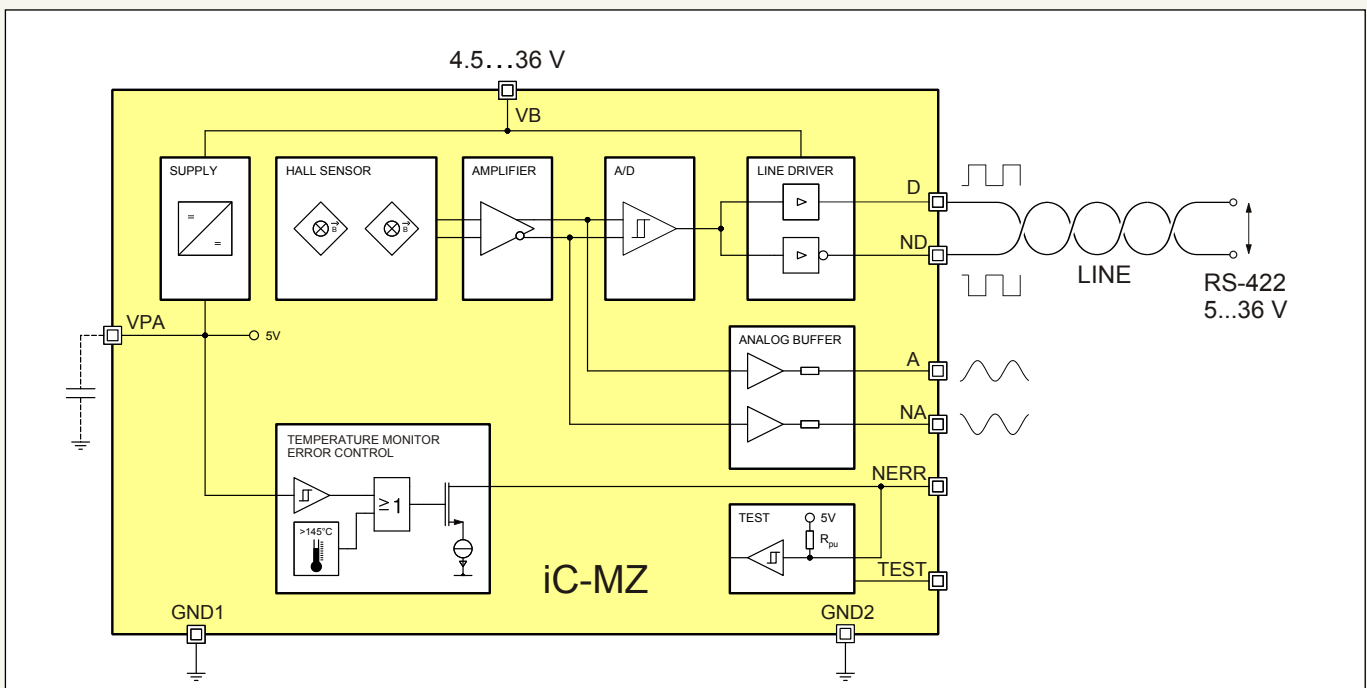 4.5...36 V
VB
SUPPLY
=
=
HALL SENSOR
B
B
AMPLIFIER
A/D
LINE DRIVER
D
ND
LINE
RS-422
5...36 V
VPA
5V
ANALOG BUFFER
A
NA
TEMPERATURE MONITOR
ERROR CONTROL
≥1
>145°C
NERR
TEST
5V
Rpu
TEST
iC-MZ
GND1
GND2